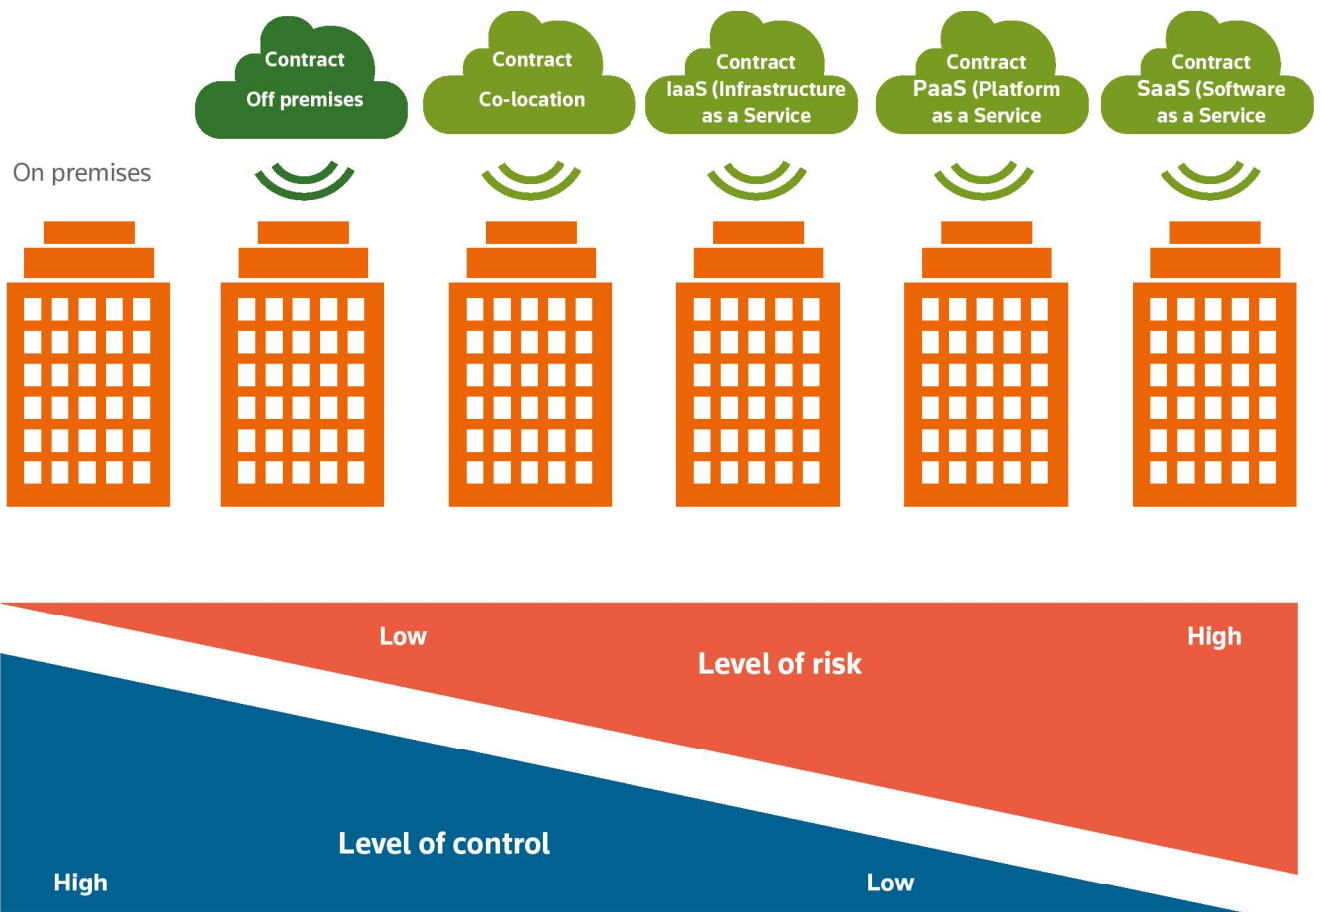 Contract
Off premises
Contract
Co-location
Contract
IaaS (Infrastructure
as a Service
Contract
PaaS (Platform
as a Service
Contract
SaaS (Software
as a Service
On premises
Low
High
Level of risk
Level of control
High
Low